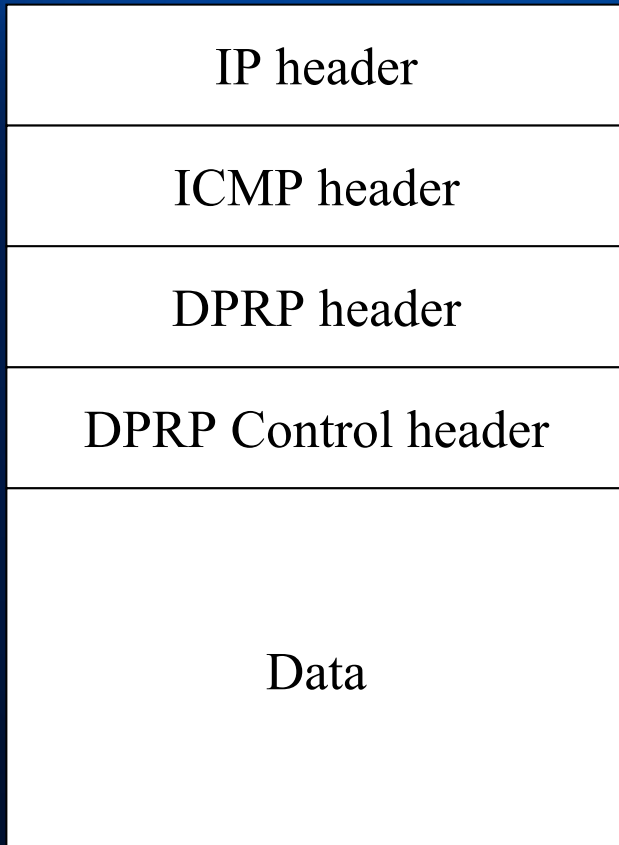 IP header
ICMP header
DPRP header
DPRP Control header
Data